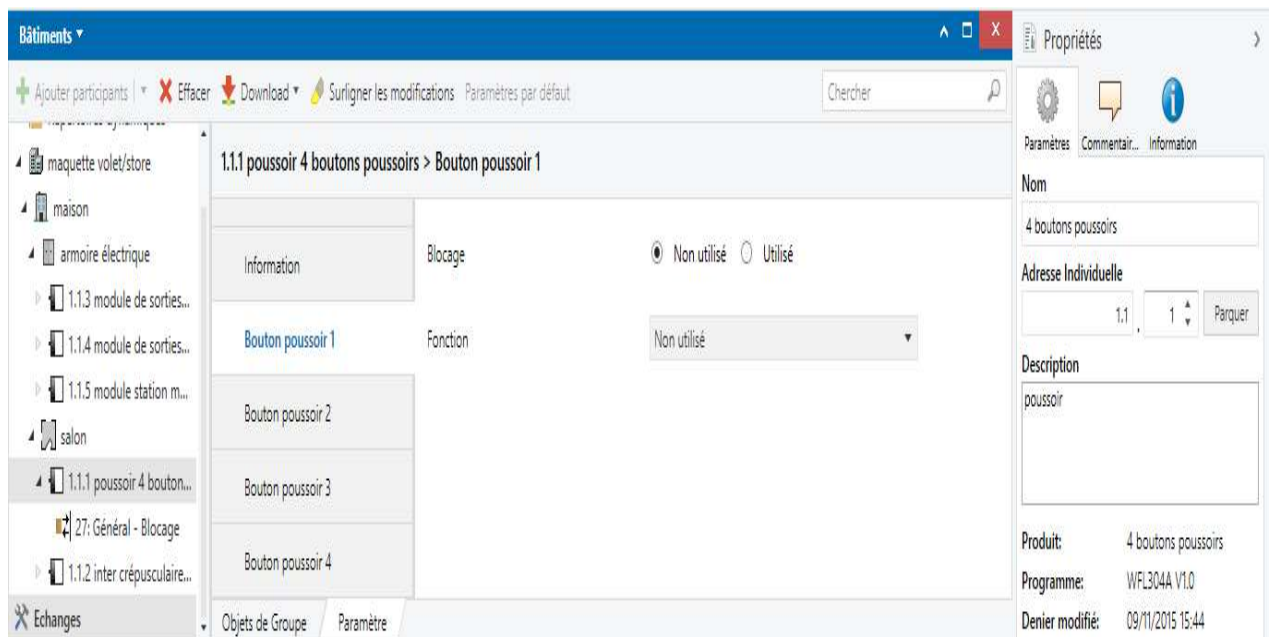 Bâtiments
Ajouter participants
Effacer
Download
Surligner les modifications
Paramètres par défaut
Chercher
Répertoires dynamiques
maquette volet/store
maison
armoire électrique
1.1.3 module de sorties...
1.1.4 module de sorties...
1.1.5 module station m...
salon
1.1.1 poussoir 4 bouton...
27: Général - Blocage
1.1.2 inter crépusculaire...
Echanges
1.1.1 poussoir 4 boutons poussoirs > Bouton poussoir 1
Information
Bouton poussoir 1
Bouton poussoir 2
Bouton poussoir 3
Bouton poussoir 4
Blocage
Non utilisé
Utilisé
Fonction
Non utilisé
Objets de Groupe
Paramètre
Propriétés
Paramètres
Commentair...
Information
Nom
4 boutons poussoirs
Adresse Individuelle
1.1 . 1
Parquer
Description
poussoir
Produit: 4 boutons poussoirs
Programme: WFL304A V1.0
Denier modifié: 09/11/2015 15:44